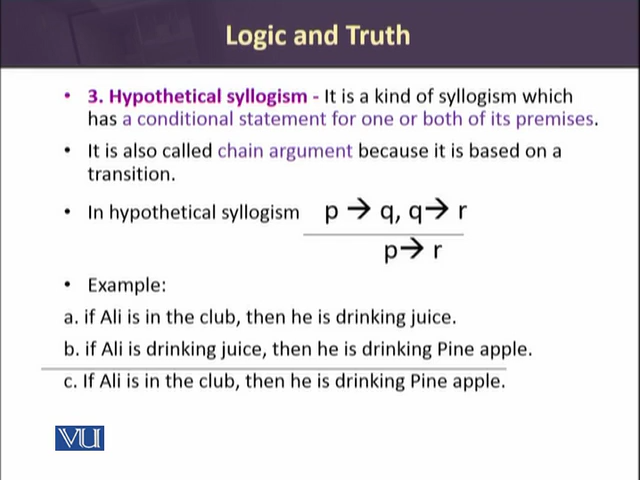 Logic and Truth
• 3. Hypothetical syllogism - It is a kind of syllogism which
has a conditional statement for one or both of its premises.
• It is also called chain argument because it is based on a
transition.
• In hypothetical syllogism p → q, q→ r
p→ r
• Example:
a. if Ali is in the club, then he is drinking juice.
b. if Ali is drinking juice, then he is drinking Pine apple.
c. If Ali is in the club, then he is drinking Pine apple.
VU